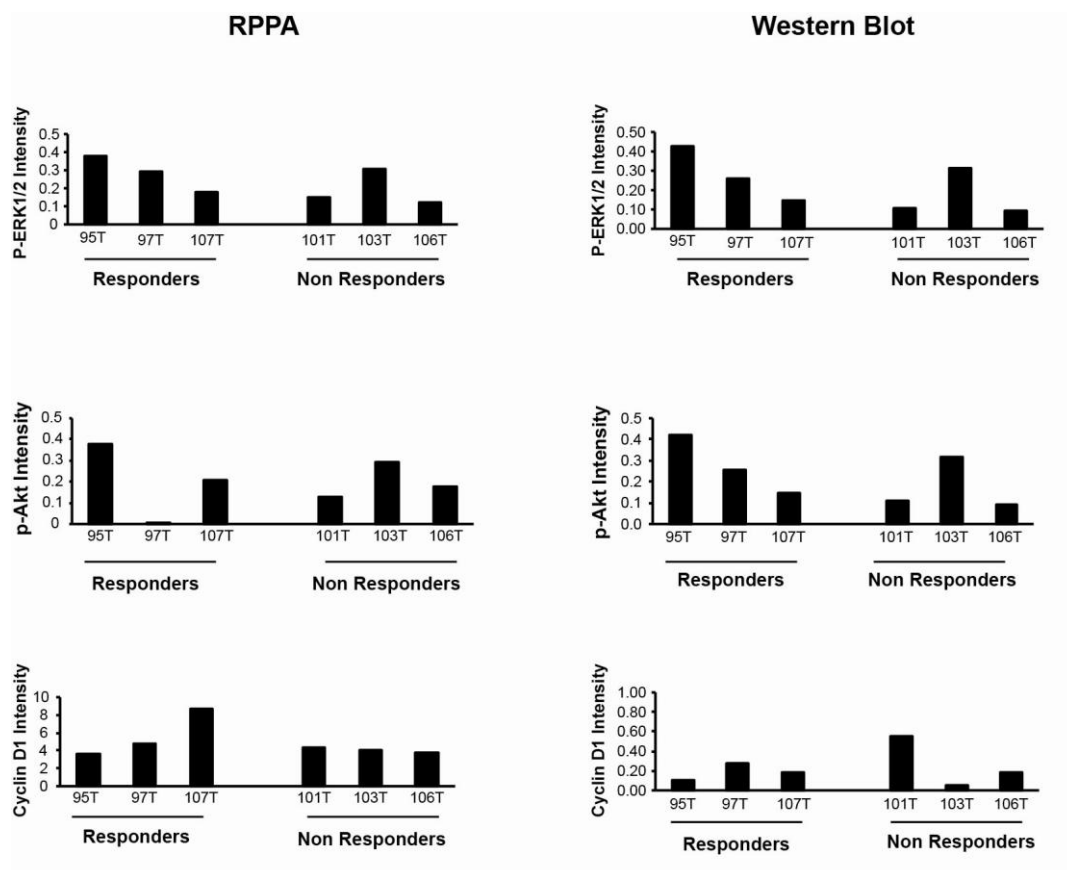 RPPA
Western Blot
P-ERK1/2 Intensity
0.5
0.4
0.3
0.2
0.1
0
95T 97T 107T 101T 103T 106T
Responders Non Responders
P-ERK1/2 Intensity
0.50
0.40
0.30
0.20
0.10
0.00
95T 97T 107T 101T 103T 106T
Responders Non Responders
p-Akt Intensity
0.5
0.4
0.3
0.2
0.1
0
95T 97T 107T 101T 103T 106T
Responders Non Responders
p-Akt Intensity
0.5
0.4
0.3
0.2
0.1
0.0
95T 97T 107T 101T 103T 106T
Responders Non Responders
Cyclin D1 Intensity
10
8
6
4
2
0
95T 97T 107T 101T 103T 106T
Responders Non Responders
Cyclin D1 Intensity
1.00
0.80
0.60
0.40
0.20
0.00
95T 97T 107T 101T 103T 106T
Responders Non Responders